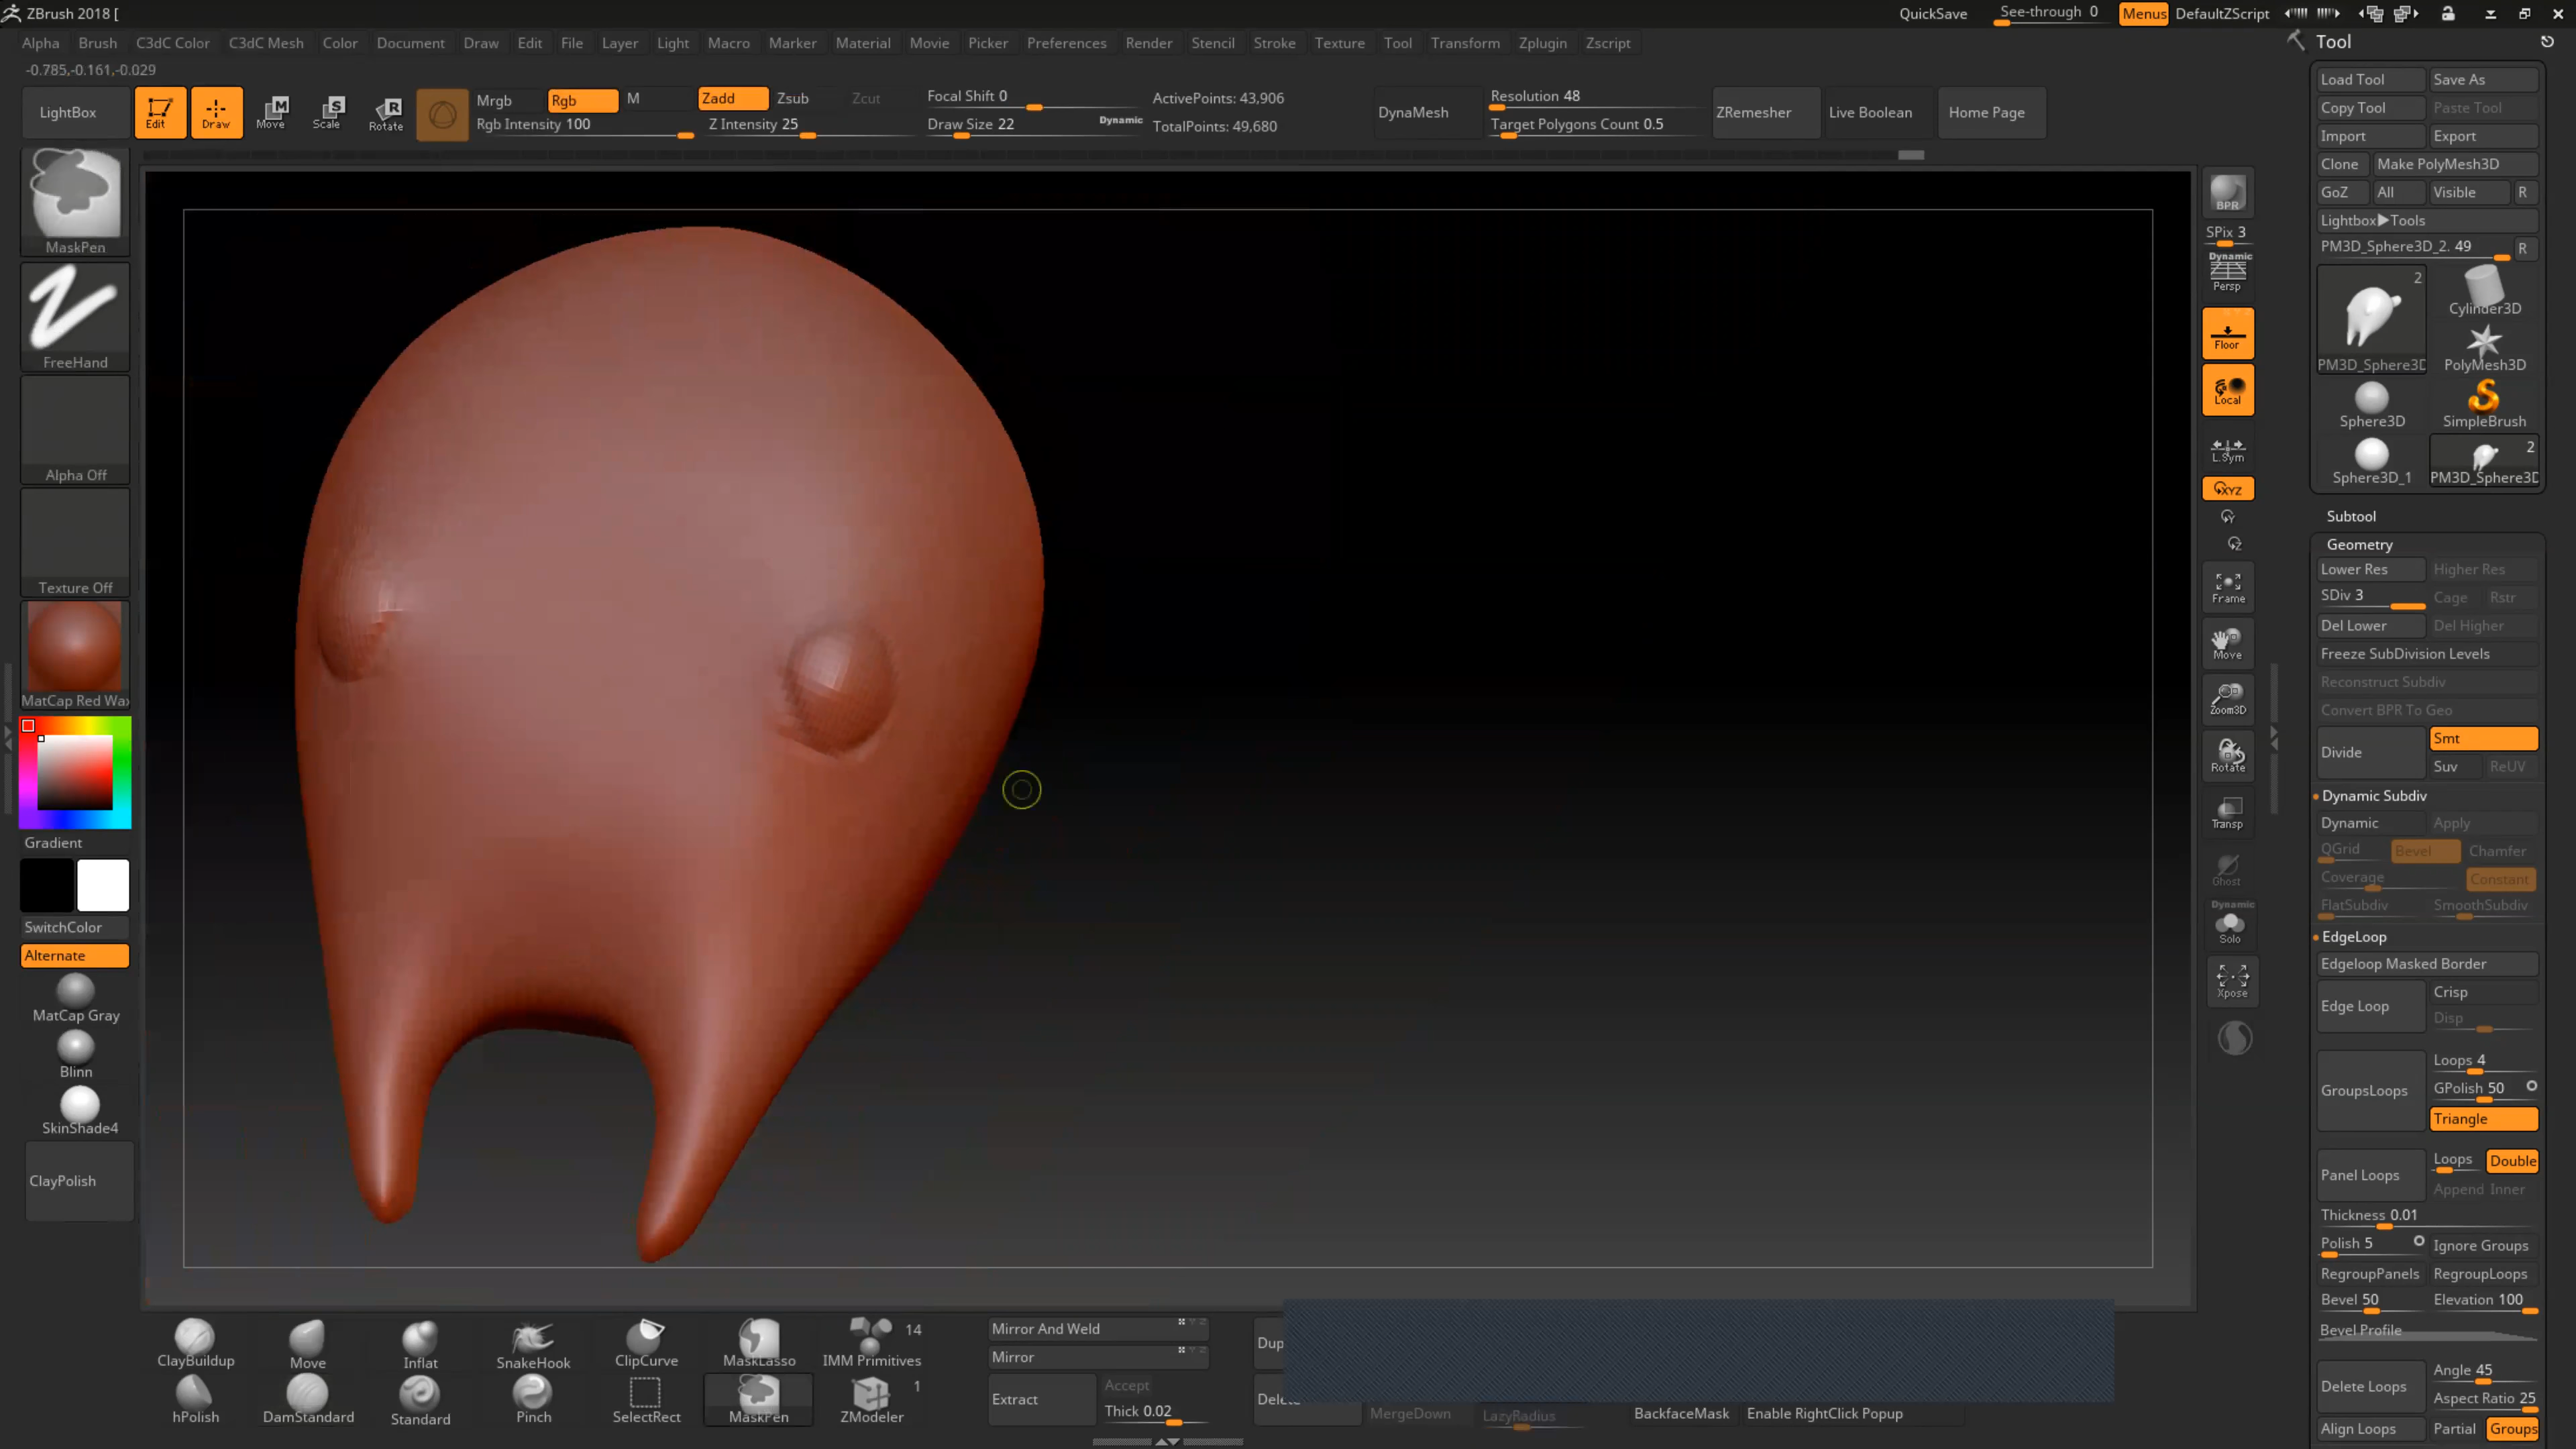 ZBrush 2018 [
QuickSave See-through 0 Menus DefaultZScript
Alpha Brush C3dC Color C3dC Mesh Color Document Draw Edit File Layer Light Macro Marker Material Movie Picker Preferences Render Stencil Stroke Texture Tool Transform Zplugin Zscript
-0.785,-0.161,-0.029
LightBox Edit Draw Move Scale Rotate
Mrgb Rgb M Zadd Zsub Zcut Focal Shift 0 ActivePoints: 43,906
Rgb Intensity 100 Z Intensity 25 Draw Size 22 Dynamic TotalPoints: 49,680
DynaMesh Resolution 48 ZRemesher Live Boolean Home Page
Target Polygons Count 0.5
MaskPen
FreeHand
Alpha Off
Texture Off
MatCap Red Wax
Gradient
SwitchColor
Alternate
MatCap Gray
Blinn
SkinShade4
ClayPolish
BPR
SPix 3
Dynamic
Persp
Floor
Local
L.Sym
XYZ
Y
Z
Frame
Move
Zoom3D
Rotate
Transp
Ghost
Dynamic
Solo
Xpose
Tool
Load Tool Save As
Copy Tool Paste Tool
Import Export
Clone Make PolyMesh3D
GoZ All Visible R
Lightbox▶Tools
PM3D_Sphere3D_2. 49 R
2
Cylinder3D
PM3D_Sphere3D PolyMesh3D
Sphere3D SimpleBrush
2
Sphere3D_1 PM3D_Sphere3D
Subtool
Geometry
Lower Res Higher Res
SDiv 3 Cage Rstr
Del Lower Del Higher
Freeze SubDivision Levels
Reconstruct Subdiv
Convert BPR To Geo
Divide Smt
Suv ReUV
Dynamic Subdiv
Dynamic Apply
QGrid Bevel Chamfer
Coverage Constant
FlatSubdiv SmoothSubdiv
EdgeLoop
Edgeloop Masked Border
Edge Loop Crisp
Disp
Loops 4
GroupsLoops GPolish 50
Triangle
Panel Loops Loops Double
Append Inner
Thickness 0.01
Polish 5 Ignore Groups
RegroupPanels RegroupLoops
Bevel 50 Elevation 100
Bevel Profile
Delete Loops Angle 45
Aspect Ratio 25
Align Loops Partial Groups
ClayBuildup Move Inflat SnakeHook ClipCurve MaskLasso IMM Primitives 14
hPolish DamStandard Standard Pinch SelectRect MaskPen ZModeler 1
Mirror And Weld
Mirror Dup
Extract Accept
Thick 0.02
Delete MergeDown LazyRadius BackfaceMask Enable RightClick Popup